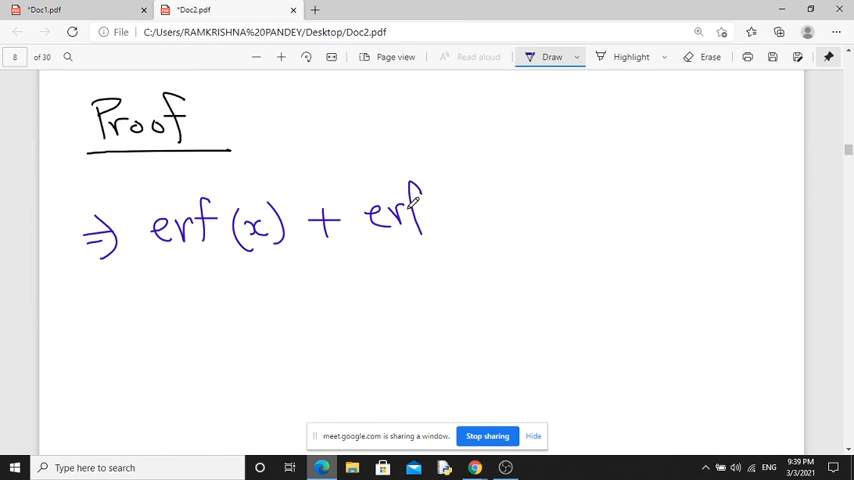 *Doc1.pdf
*Doc2.pdf
File
C:/Users/RAMKRISHNA%20PANDEY/Desktop/Doc2.pdf
8 of 30
Page view
Read aloud
Draw
Highlight
Erase
Proof
⇒ erf (x) + erf
meet.google.com is sharing a window.
Stop sharing
Hide
Type here to search
ENG
9:39 PM
3/3/2021